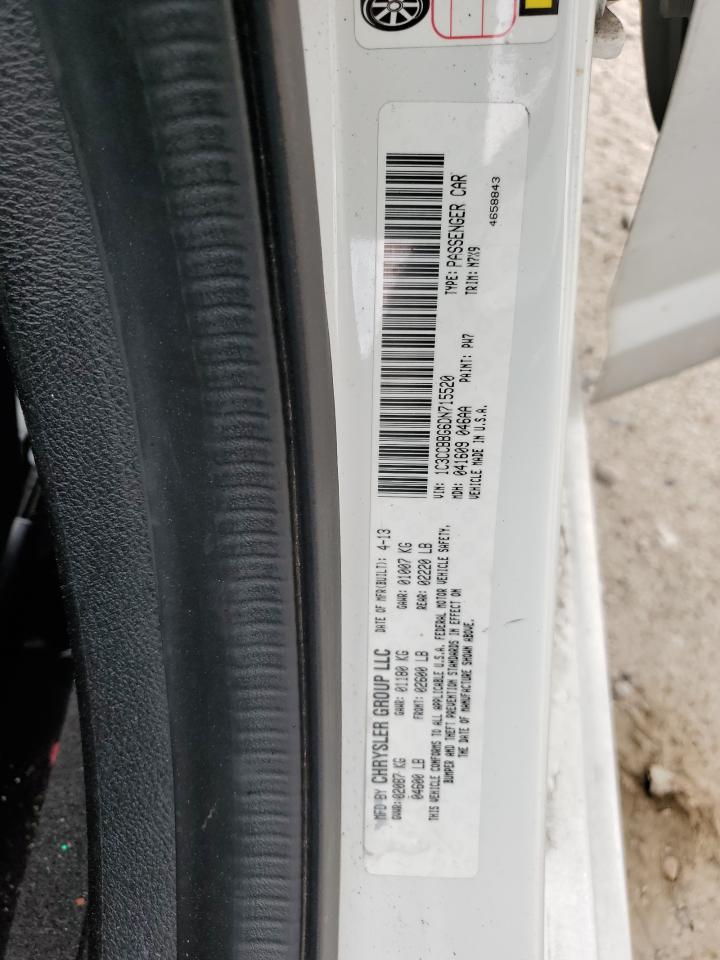 MFD BY CHRYSLER GROUP LLC DATE OF MFR(BUILT): 4-13
GVWR: 02087 KG GAWR: 01180 KG GAWR: 01007 KG
04600 LB FRONT: 02600 LB REAR: 02220 LB
THIS VEHICLE CONFORMS TO ALL APPLICABLE U.S.A. FEDERAL MOTOR VEHICLE SAFETY,
BUMPER AND THEFT PREVENTION STANDARDS IN EFFECT ON
THE DATE OF MANUFACTURE SHOWN ABOVE.
VIN: 1C3CCBBG6DN715520 TYPE: PASSENGER CAR
MDH: 041609 046AA PAINT: PW7 TRIM: M7X9
VEHICLE MADE IN U.S.A. 4658843